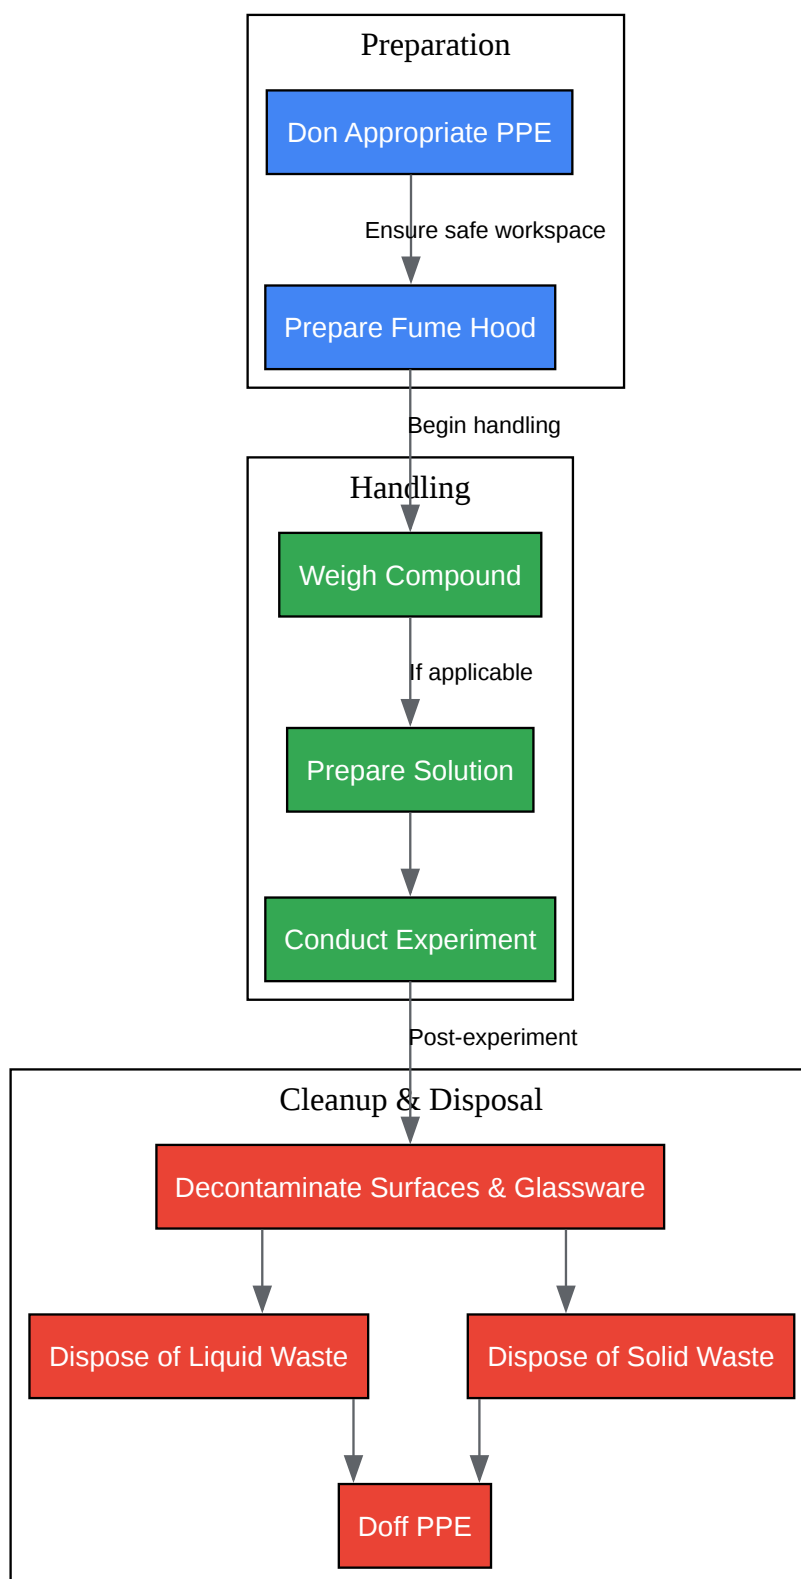 Preparation
Don Appropriate PPE
Ensure safe workspace
Prepare Fume Hood
Begin handling
Handling
Weigh Compound
If applicable
Prepare Solution
Conduct Experiment
Post-experiment
Cleanup & Disposal
Decontaminate Surfaces & Glassware
Dispose of Liquid Waste
Dispose of Solid Waste
Doff PPE